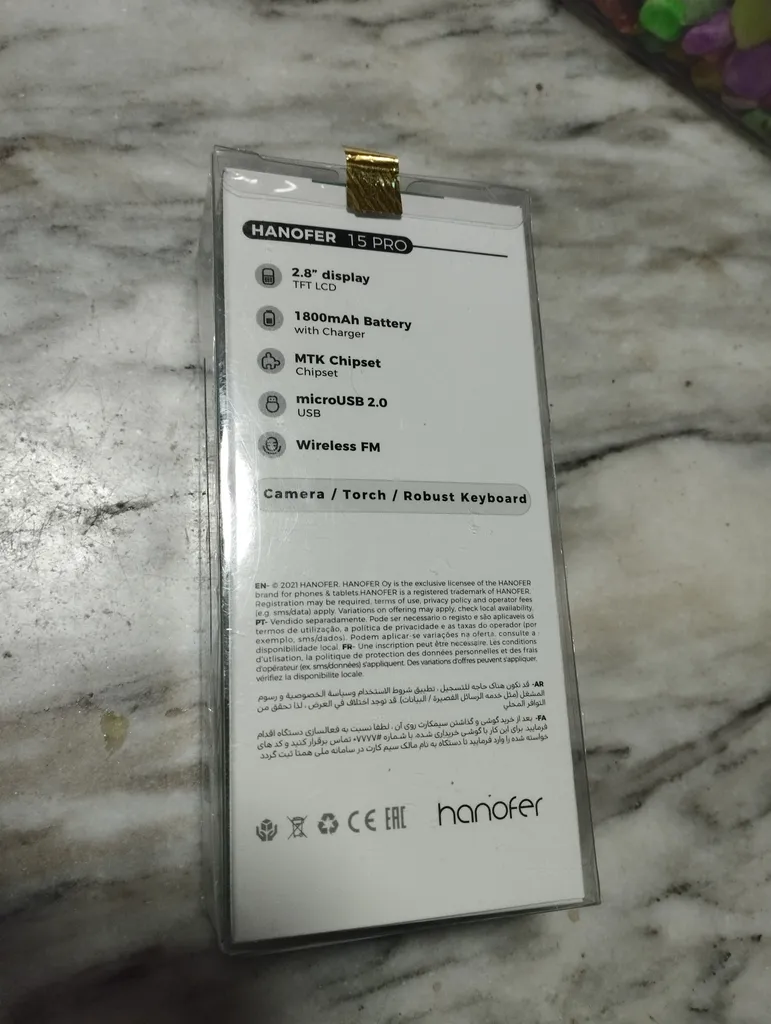 HANOFER 15 PRO
2.8" display
TFT LCD
1800mAh Battery
with Charger
MTK Chipset
Chipset
microUSB 2.0
USB
Wireless FM
Camera / Torch / Robust Keyboard
EN- © 2021 HANOFER. HANOFER Oy is the exclusive licensee of the HANOFER
brand for phones & tablets.HANOFER is a registered trademark of HANOFER.
Registration may be required, terms of use, privacy policy and operator fees
(e.g. sms/data) apply. Variations on offering may apply, check local availability.
PT- Vendido separadamente. Pode ser necessario o registo e são aplicaveis os
termos de utilização, a política de privacidade e as taxas do operador (por
exemplo, sms/dados). Podem aplicar-se variações na oferta, consulte a
disponibilidade local. FR- Une inscription peut être necessaire. Les conditions
d'utlisation, la politique de protection des données personnelles et des frais
d'opérateur (ex. sms/données) s'appliquent. Des variations d'offres peuvent s'appliquer,
vérifiez la disponibilite locale.
AR- قد تكون هناك حاجه للتسجيل ، تطبيق شروط الاستخدام وسياسة الخصوصية و رسوم
المشغل (مثل خدمه الرسائل القصيرة / البيانات). قد توجد اختلاف في العرض ، لذا تحقق من
التوافر المحلي
FA- بعد از خرید گوشی و گذاشتن سیمکارت روی آن ، لطفا نسبت به فعالسازی دستگاه اقدام
فرمایید برای این کار با گوشی خریداری شده، با شماره #۷۷۷۷* تماس برقرار کنید و کد های
خواسته شده را وارد فرمایید تا دستگاه به نام مالک سیم کارت در سامانه ملی همتا ثبت گردد
CE EAC hanofer